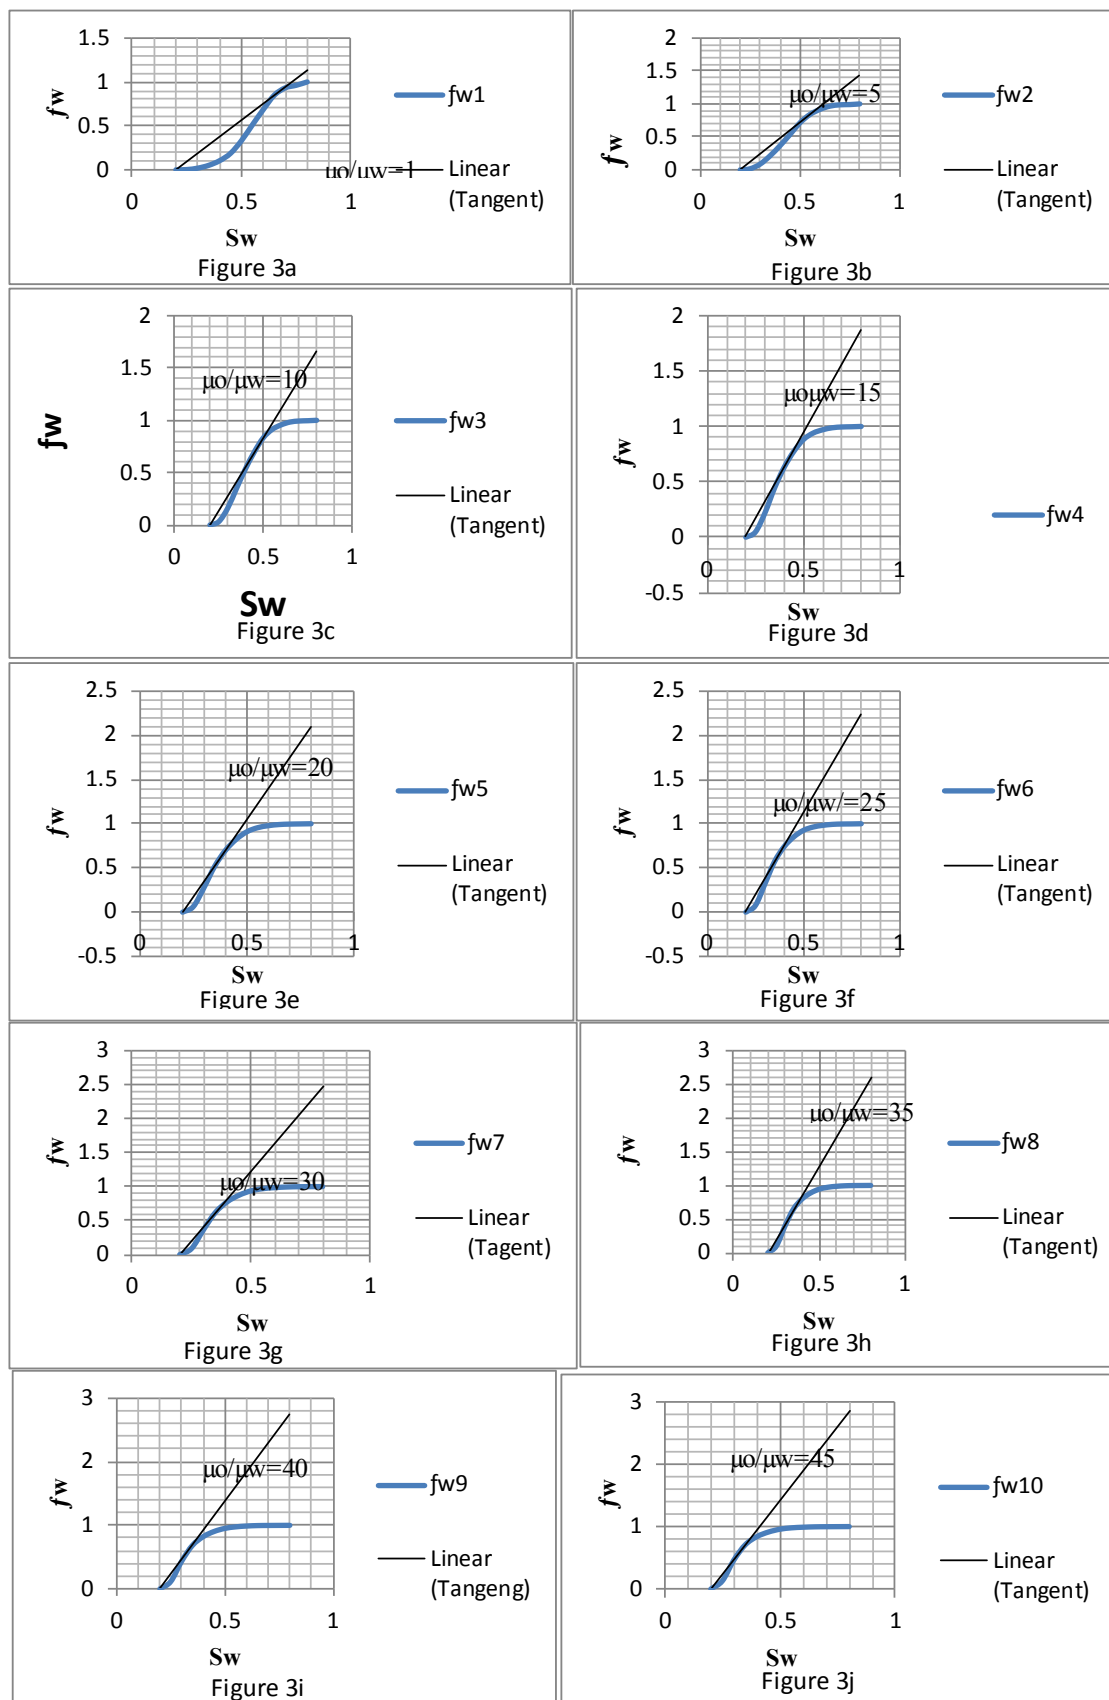 1.5
1
0.5
0
0 0.5 1
fw
Sw
μo/μw=1
fw1
Linear
(Tangent)
Figure 3a
2
1.5
1
0.5
0
0 0.5 1
fw
Sw
μo/μw=5
fw2
Linear
(Tangent)
Figure 3b
2
1.5
1
0.5
0
0 0.5 1
fw
Sw
μo/μw=10
fw3
Linear
(Tangent)
Figure 3c
2
1.5
1
0.5
0
-0.5
0 0.5 1
fw
Sw
μoμw=15
fw4
Figure 3d
2.5
2
1.5
1
0.5
0
-0.5
0 0.5 1
fw
Sw
μo/μw=20
fw5
Linear
(Tangent)
Figure 3e
2.5
2
1.5
1
0.5
0
-0.5
0 0.5 1
fw
Sw
μo/μw/=25
fw6
Linear
(Tangent)
Figure 3f
3
2.5
2
1.5
1
0.5
0
0 0.5 1
fw
Sw
μo/μw=30
fw7
Linear
(Tagent)
Figure 3g
3
2.5
2
1.5
1
0.5
0
0 0.5 1
fw
Sw
μo/μw=35
fw8
Linear
(Tangent)
Figure 3h
3
2
1
0
0 0.5 1
fw
Sw
μo/μw=40
fw9
Linear
(Tangeng)
Figure 3i
3
2
1
0
0 0.5 1
fw
Sw
μo/μw=45
fw10
Linear
(Tangent)
Figure 3j